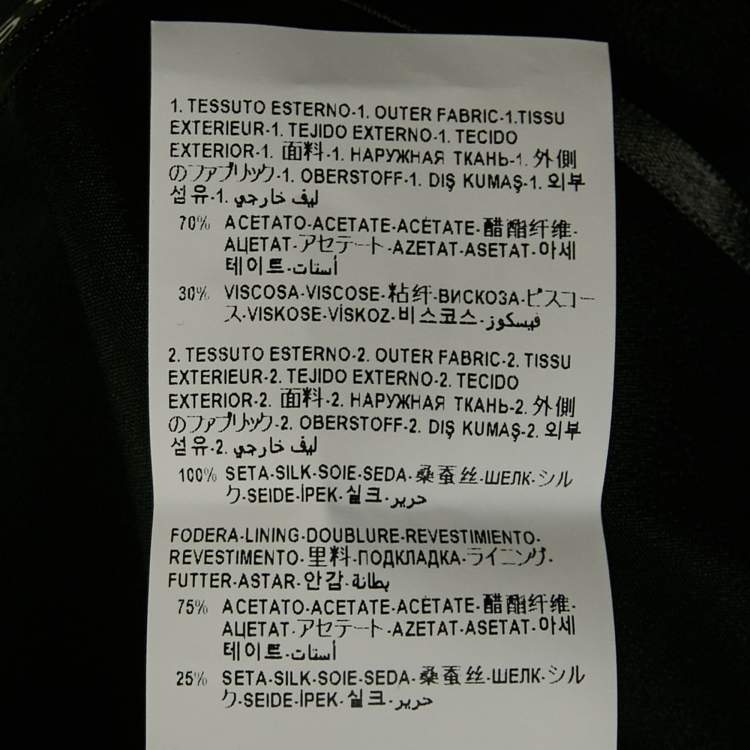 1. TESSUTO ESTERNO-1. OUTER FABRIC-1.TISSU
EXTERIEUR-1. TEJIDO EXTERNO-1. TECIDO
EXTERIOR-1. 面料-1. НАРУЖНАЯ ТКАНЬ-1. 外側
のファブリック-1. OBERSTOFF-1. DIŞ KUMAŞ-1. 외부
섬유-1. ليف خارجي
70% ACETATO-ACETATE-ACÉTATE-醋酯纤维-
АЦЕТАТ-アセテート-AZETAT-ASETAT-아세
테이트-أستات
30% VISCOSA-VISCOSE-粘纤-ВИСКОЗА-ビスコー
ス-VISKOSE-VİSKOZ-비스코스-فيسكوز
2. TESSUTO ESTERNO-2. OUTER FABRIC-2. TISSU
EXTERIEUR-2. TEJIDO EXTERNO-2. TECIDO
EXTERIOR-2. 面料-2. НАРУЖНАЯ ТКАНЬ-2. 外側
のファブリック-2. OBERSTOFF-2. DIŞ KUMAŞ-2. 외부
섬유-2. ليف خارجي
100% SETA-SILK-SOIE-SEDA-桑蚕丝-ШЕЛК-シル
ク-SEIDE-İPEK-실크-حرير
FODERA-LINING-DOUBLURE-REVESTIMIENTO-
REVESTIMENTO-里料-ПОДКЛАДКА-ライニング-
FUTTER-ASTAR-안감-بطانة
75% ACETATO-ACETATE-ACÉTATE-醋酯纤维-
АЦЕТАТ-アセテート-AZETAT-ASETAT-아세
테이트-أستات
25% SETA-SILK-SOIE-SEDA-桑蚕丝-ШЕЛК-シル
ク-SEIDE-İPEK-실크-حرير